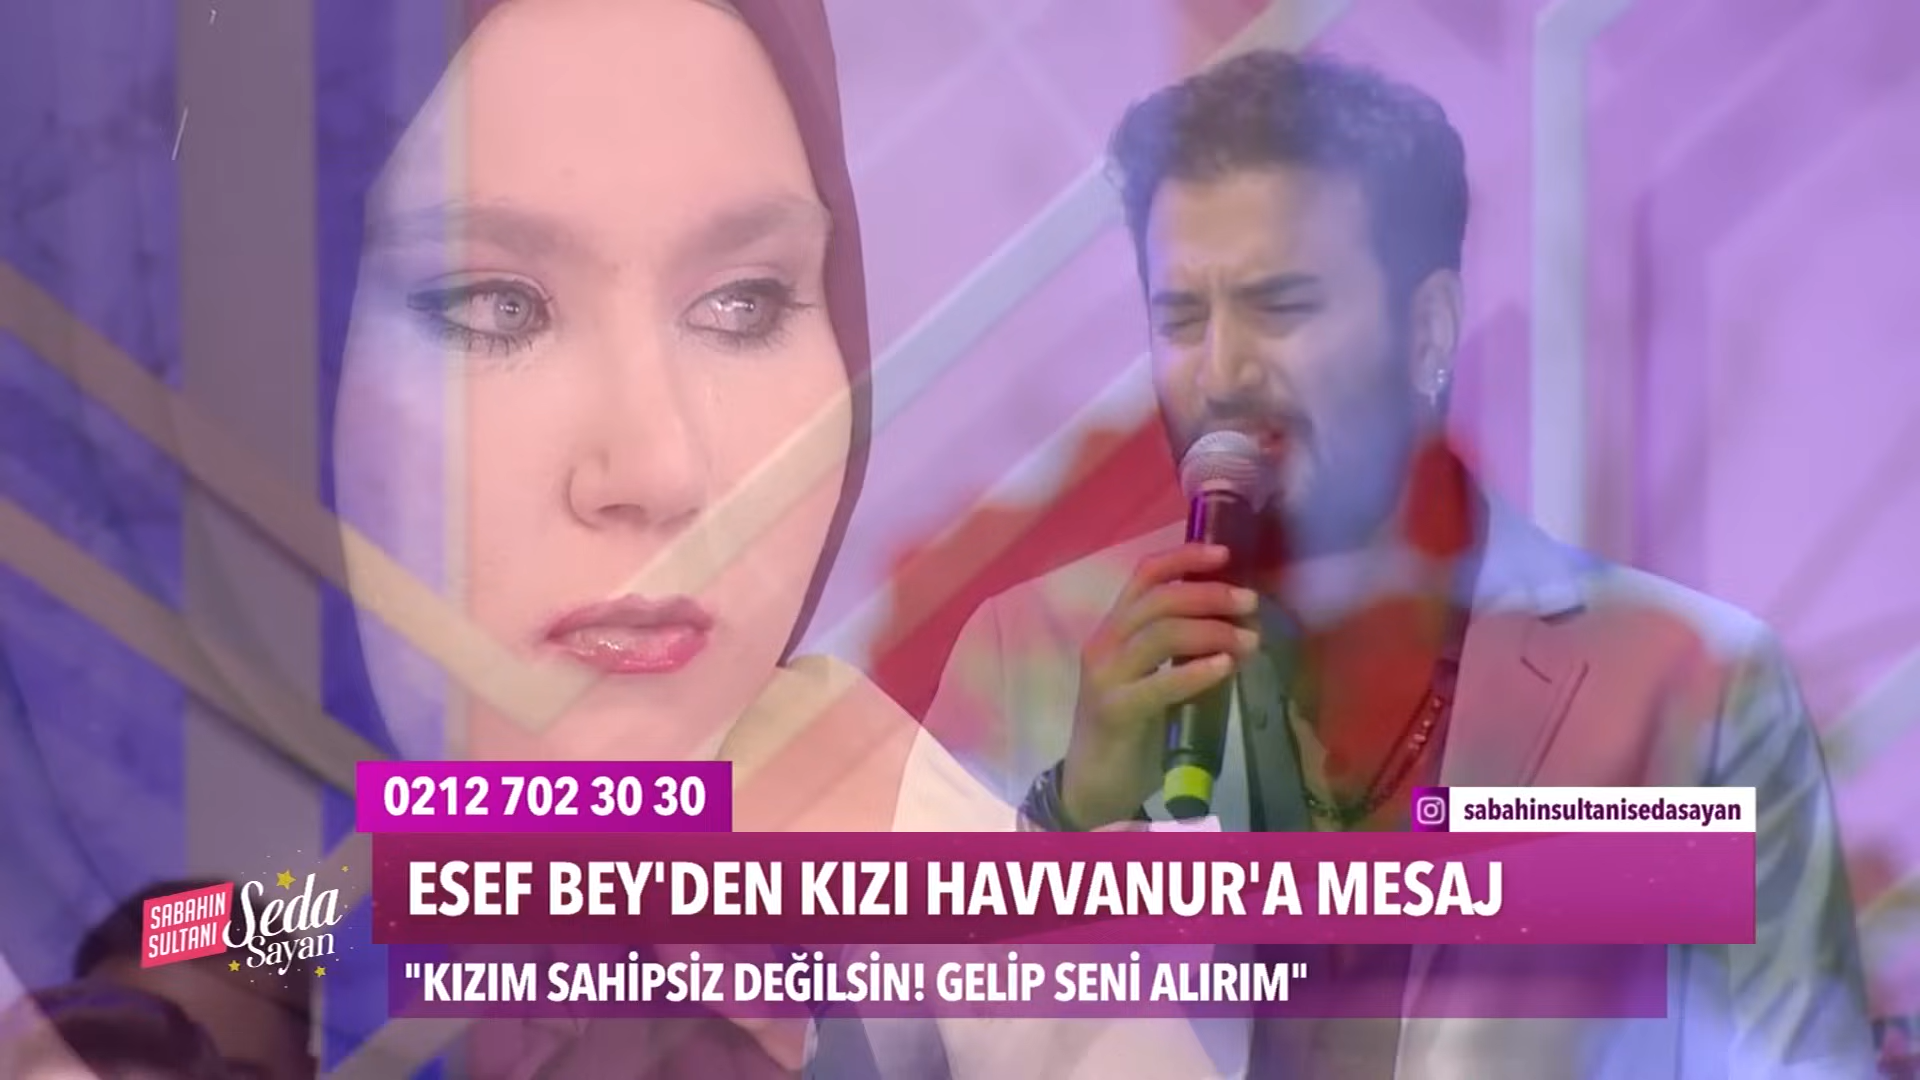 0212 702 30 30
sabahinsultanisedasayan
ESEF BEY'DEN KIZI HAVVANUR'A MESAJ
SABAHIN
SULTANI
Seda
Sayan
"KIZIM SAHİPSİZ DEĞİLSİN! GELİP SENİ ALIRIM"